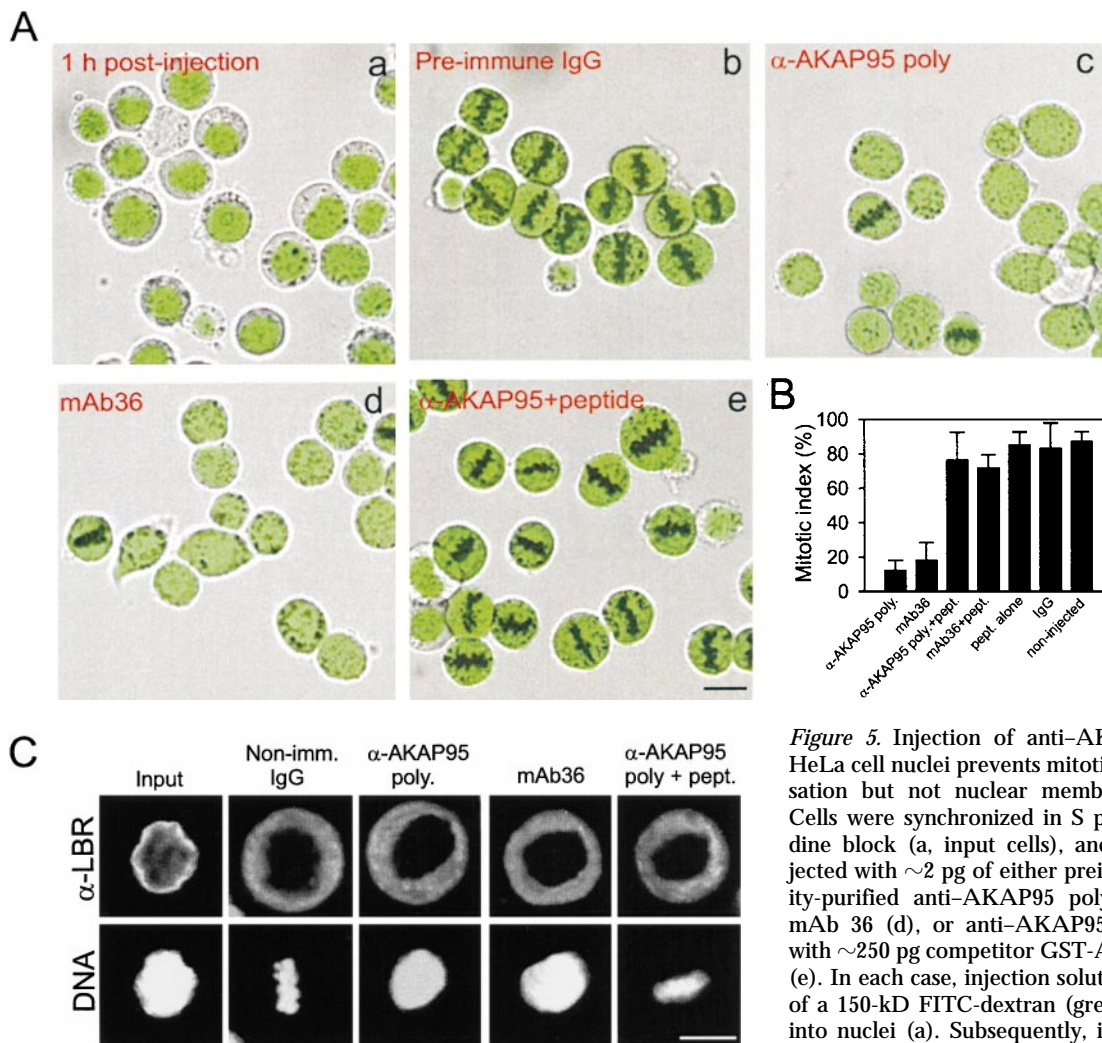 A
1 h post-injection
a
Pre-immune IgG
b
α-AKAP95 poly
c
mAb36
d
α-AKAP95+peptide
e
B
Mitotic index (%)
100
80
60
40
20
0
α-AKAP95 poly.
mAb36
α-AKAP95 poly.+pept.
mAb36+pept.
pept. alone
IgG
non-injected
C
Input
Non-imm.
IgG
α-AKAP95
poly.
mAb36
α-AKAP95
poly + pept.
α-LBR
DNA
Figure 5. Injection of anti–AK
HeLa cell nuclei prevents mitoti
sation but not nuclear memb
Cells were synchronized in S p
dine block (a, input cells), and
jected with ∼2 pg of either prei
ity-purified anti–AKAP95 poly
mAb 36 (d), or anti–AKAP95
with ∼250 pg competitor GST-A
(e). In each case, injection solut
of a 150-kD FITC-dextran (gre
into nuclei (a). Subsequently, i